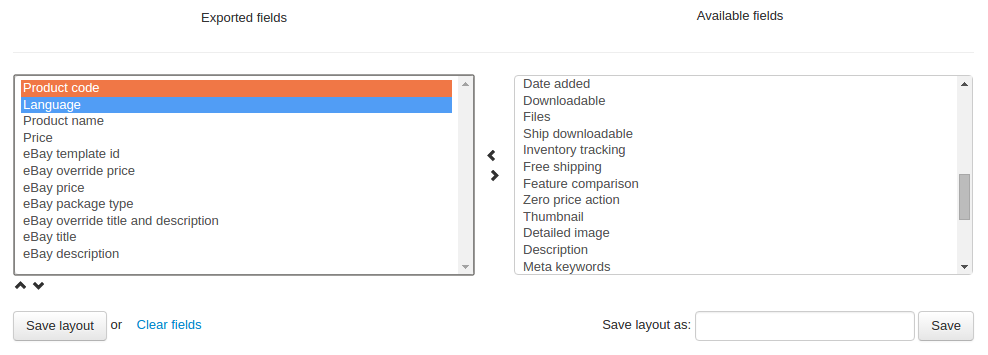 Exported fields
Available fields
Product code
Language
Product name
Price
eBay template id
eBay override price
eBay price
eBay package type
eBay override title and description
eBay title
eBay description
Date added
Downloadable
Files
Ship downloadable
Inventory tracking
Free shipping
Feature comparison
Zero price action
Thumbnail
Detailed image
Description
Meta keywords
Save layout or Clear fields
Save layout as: Save